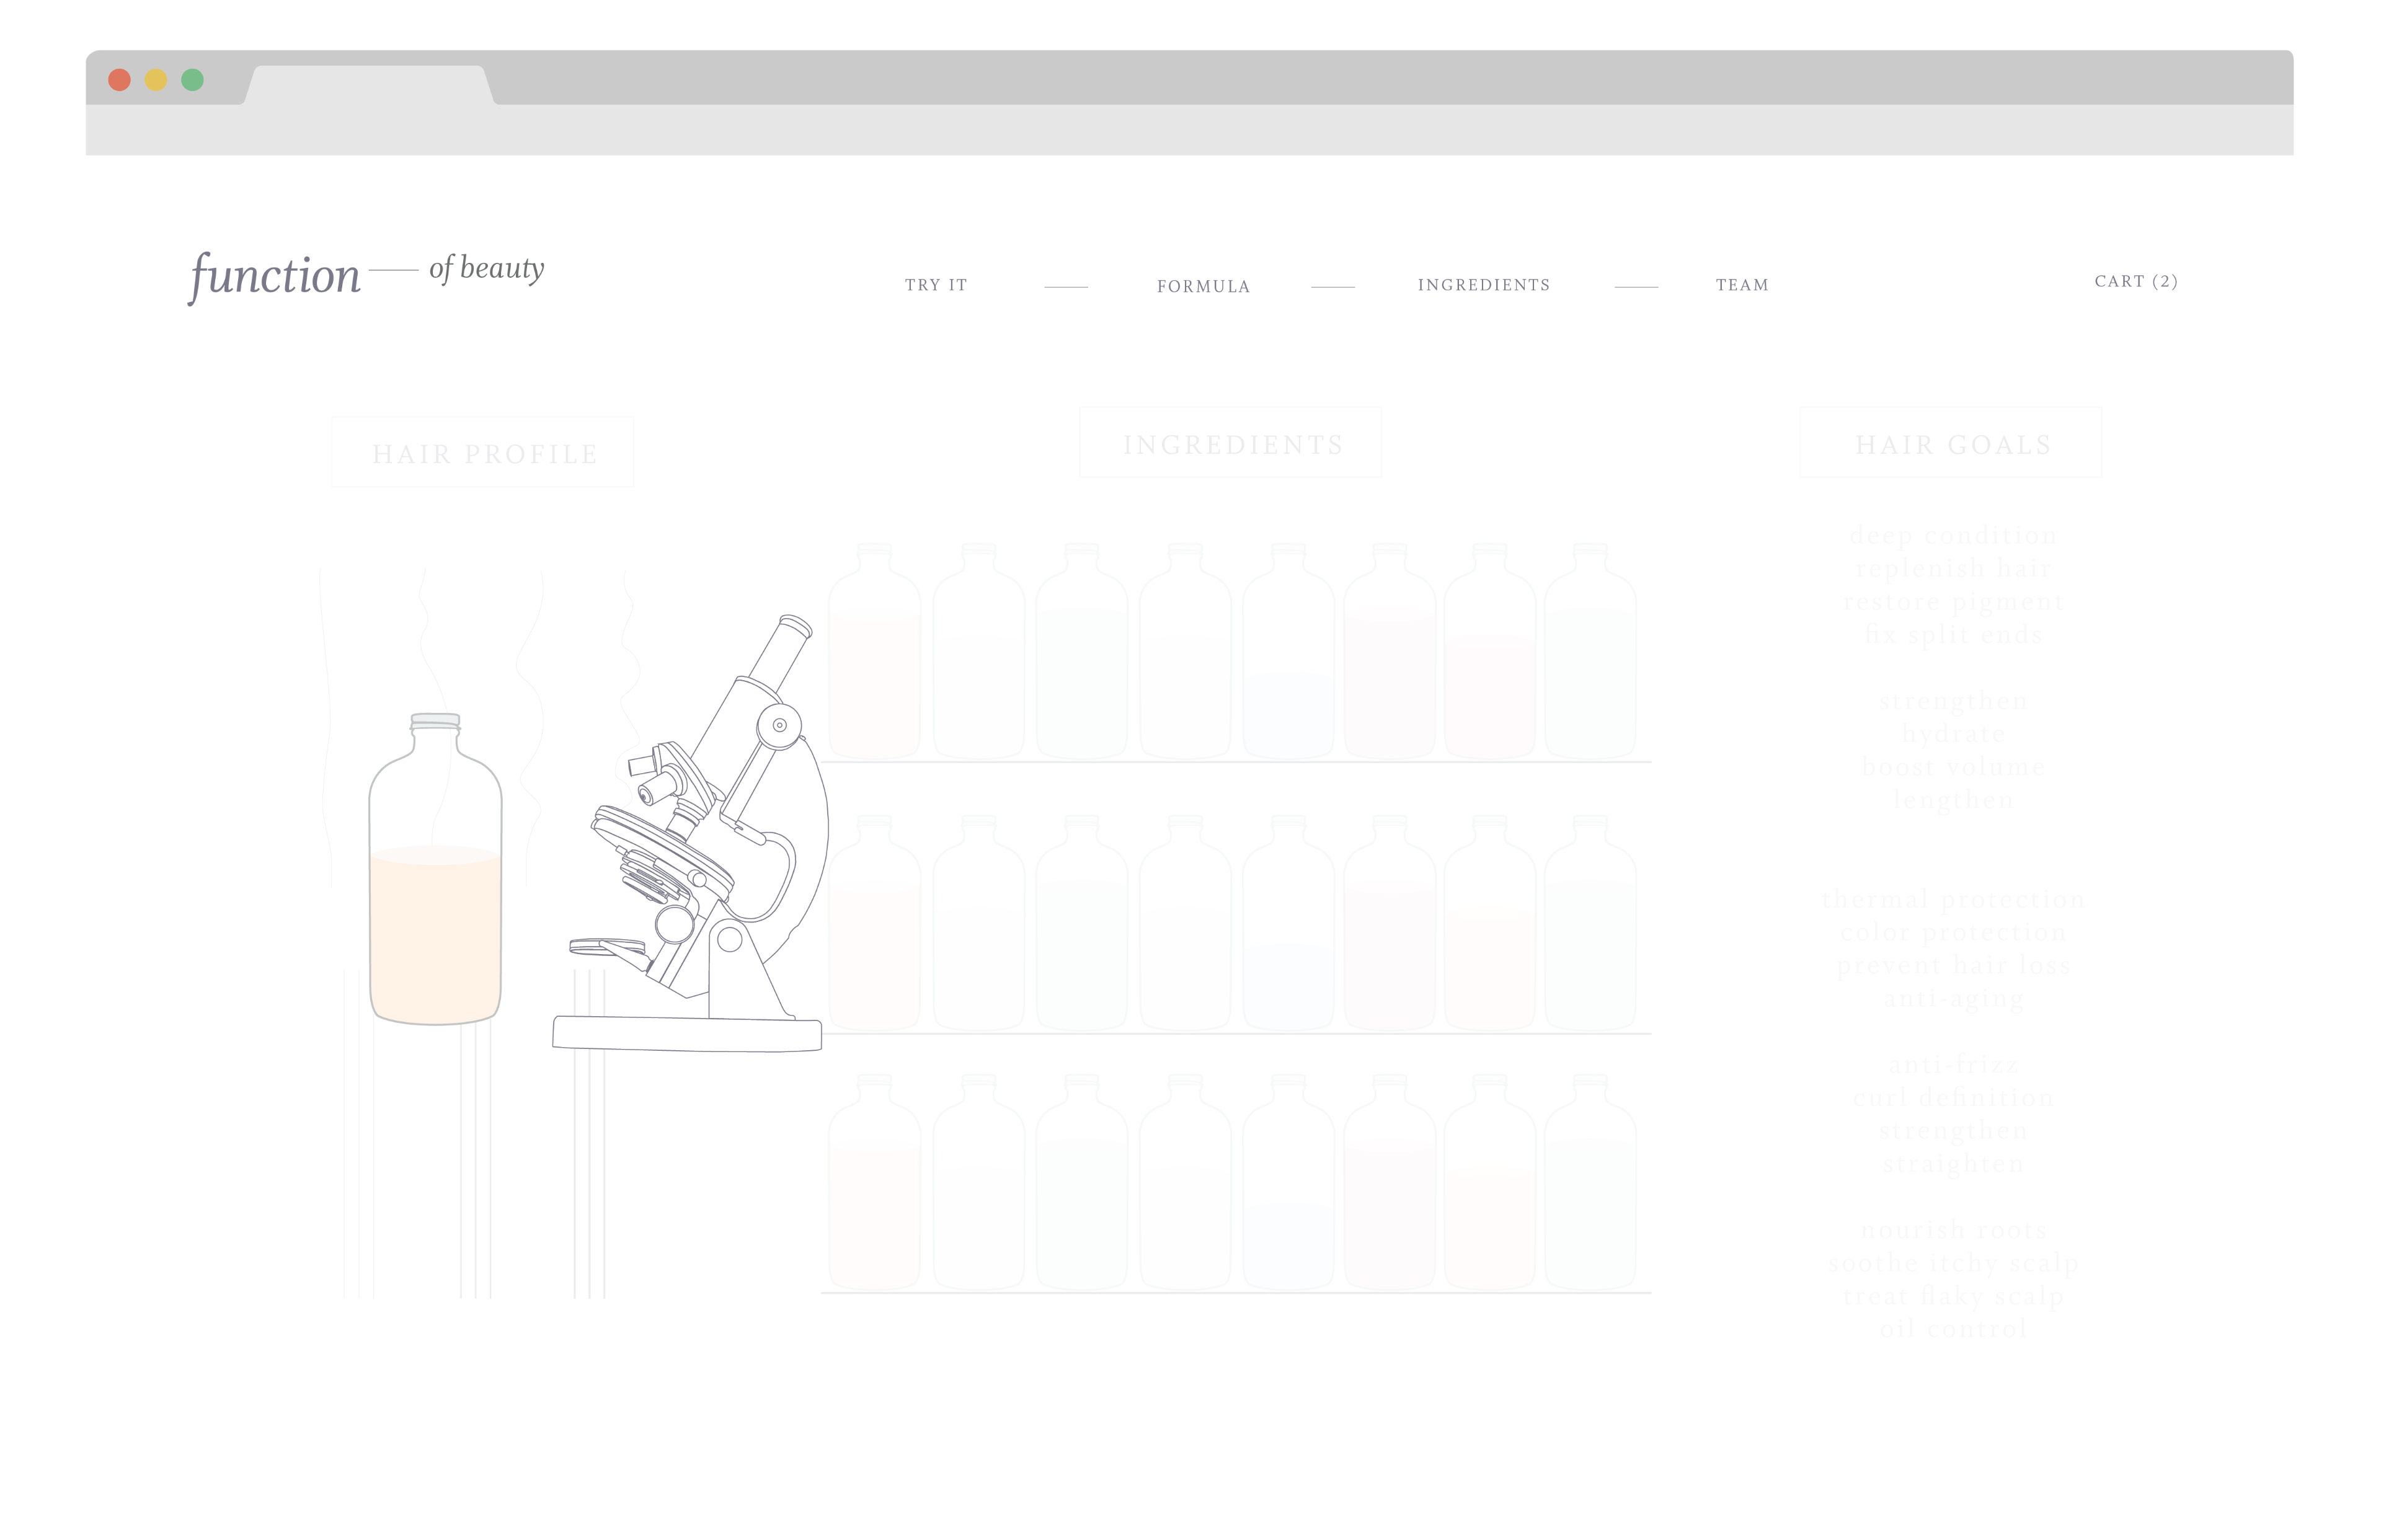 function — of beauty
TRY IT — FORMULA — INGREDIENTS — TEAM
CART (2)
HAIR PROFILE
INGREDIENTS
HAIR GOALS
deep condition
replenish hair
restore pigment
fix split ends
strengthen
hydrate
boost volume
lengthen
thermal protection
color protection
prevent hair loss
anti-aging
anti-frizz
curl definition
strengthen
straighten
nourish roots
soothe itchy scalp
treat flaky scalp
oil control